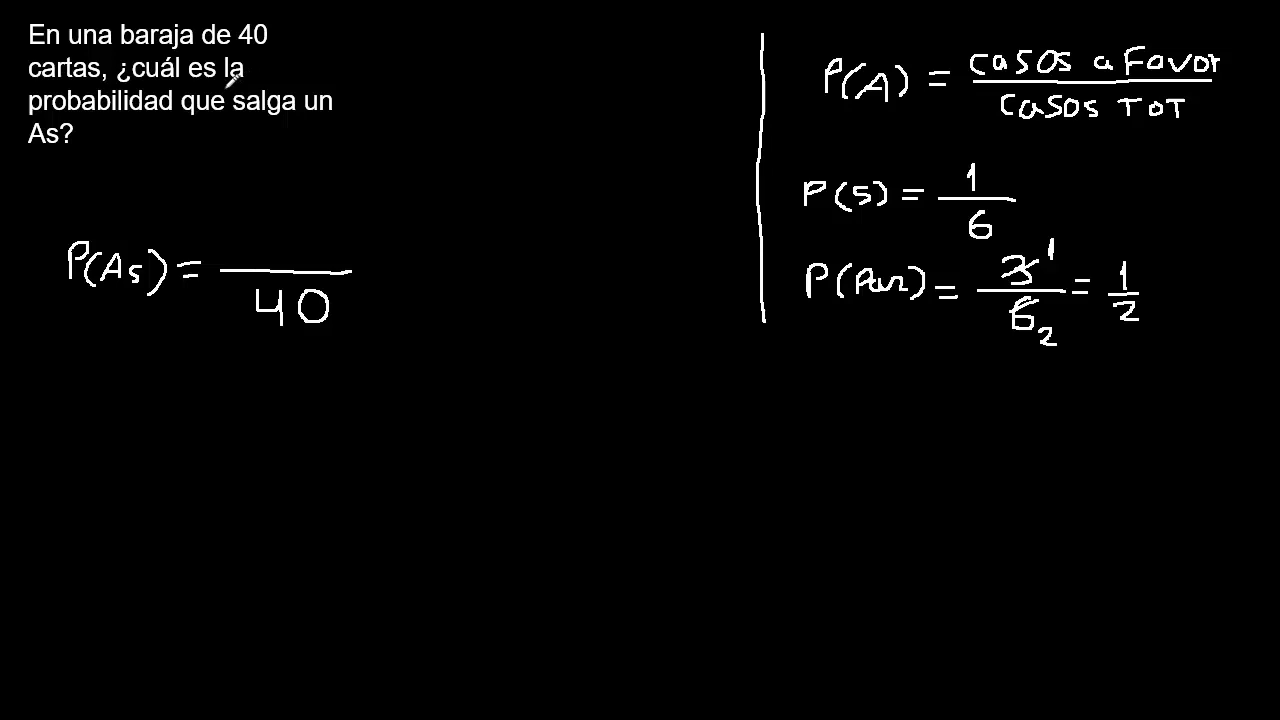 En una baraja de 40
cartas, ¿cuál es la
probabilidad que salga un
As?
P(As) = 
40
P(A) = casos a Favor
casos TOT
P(5) = 1
6
P(Par) = 3 1 = 1
6 2 2